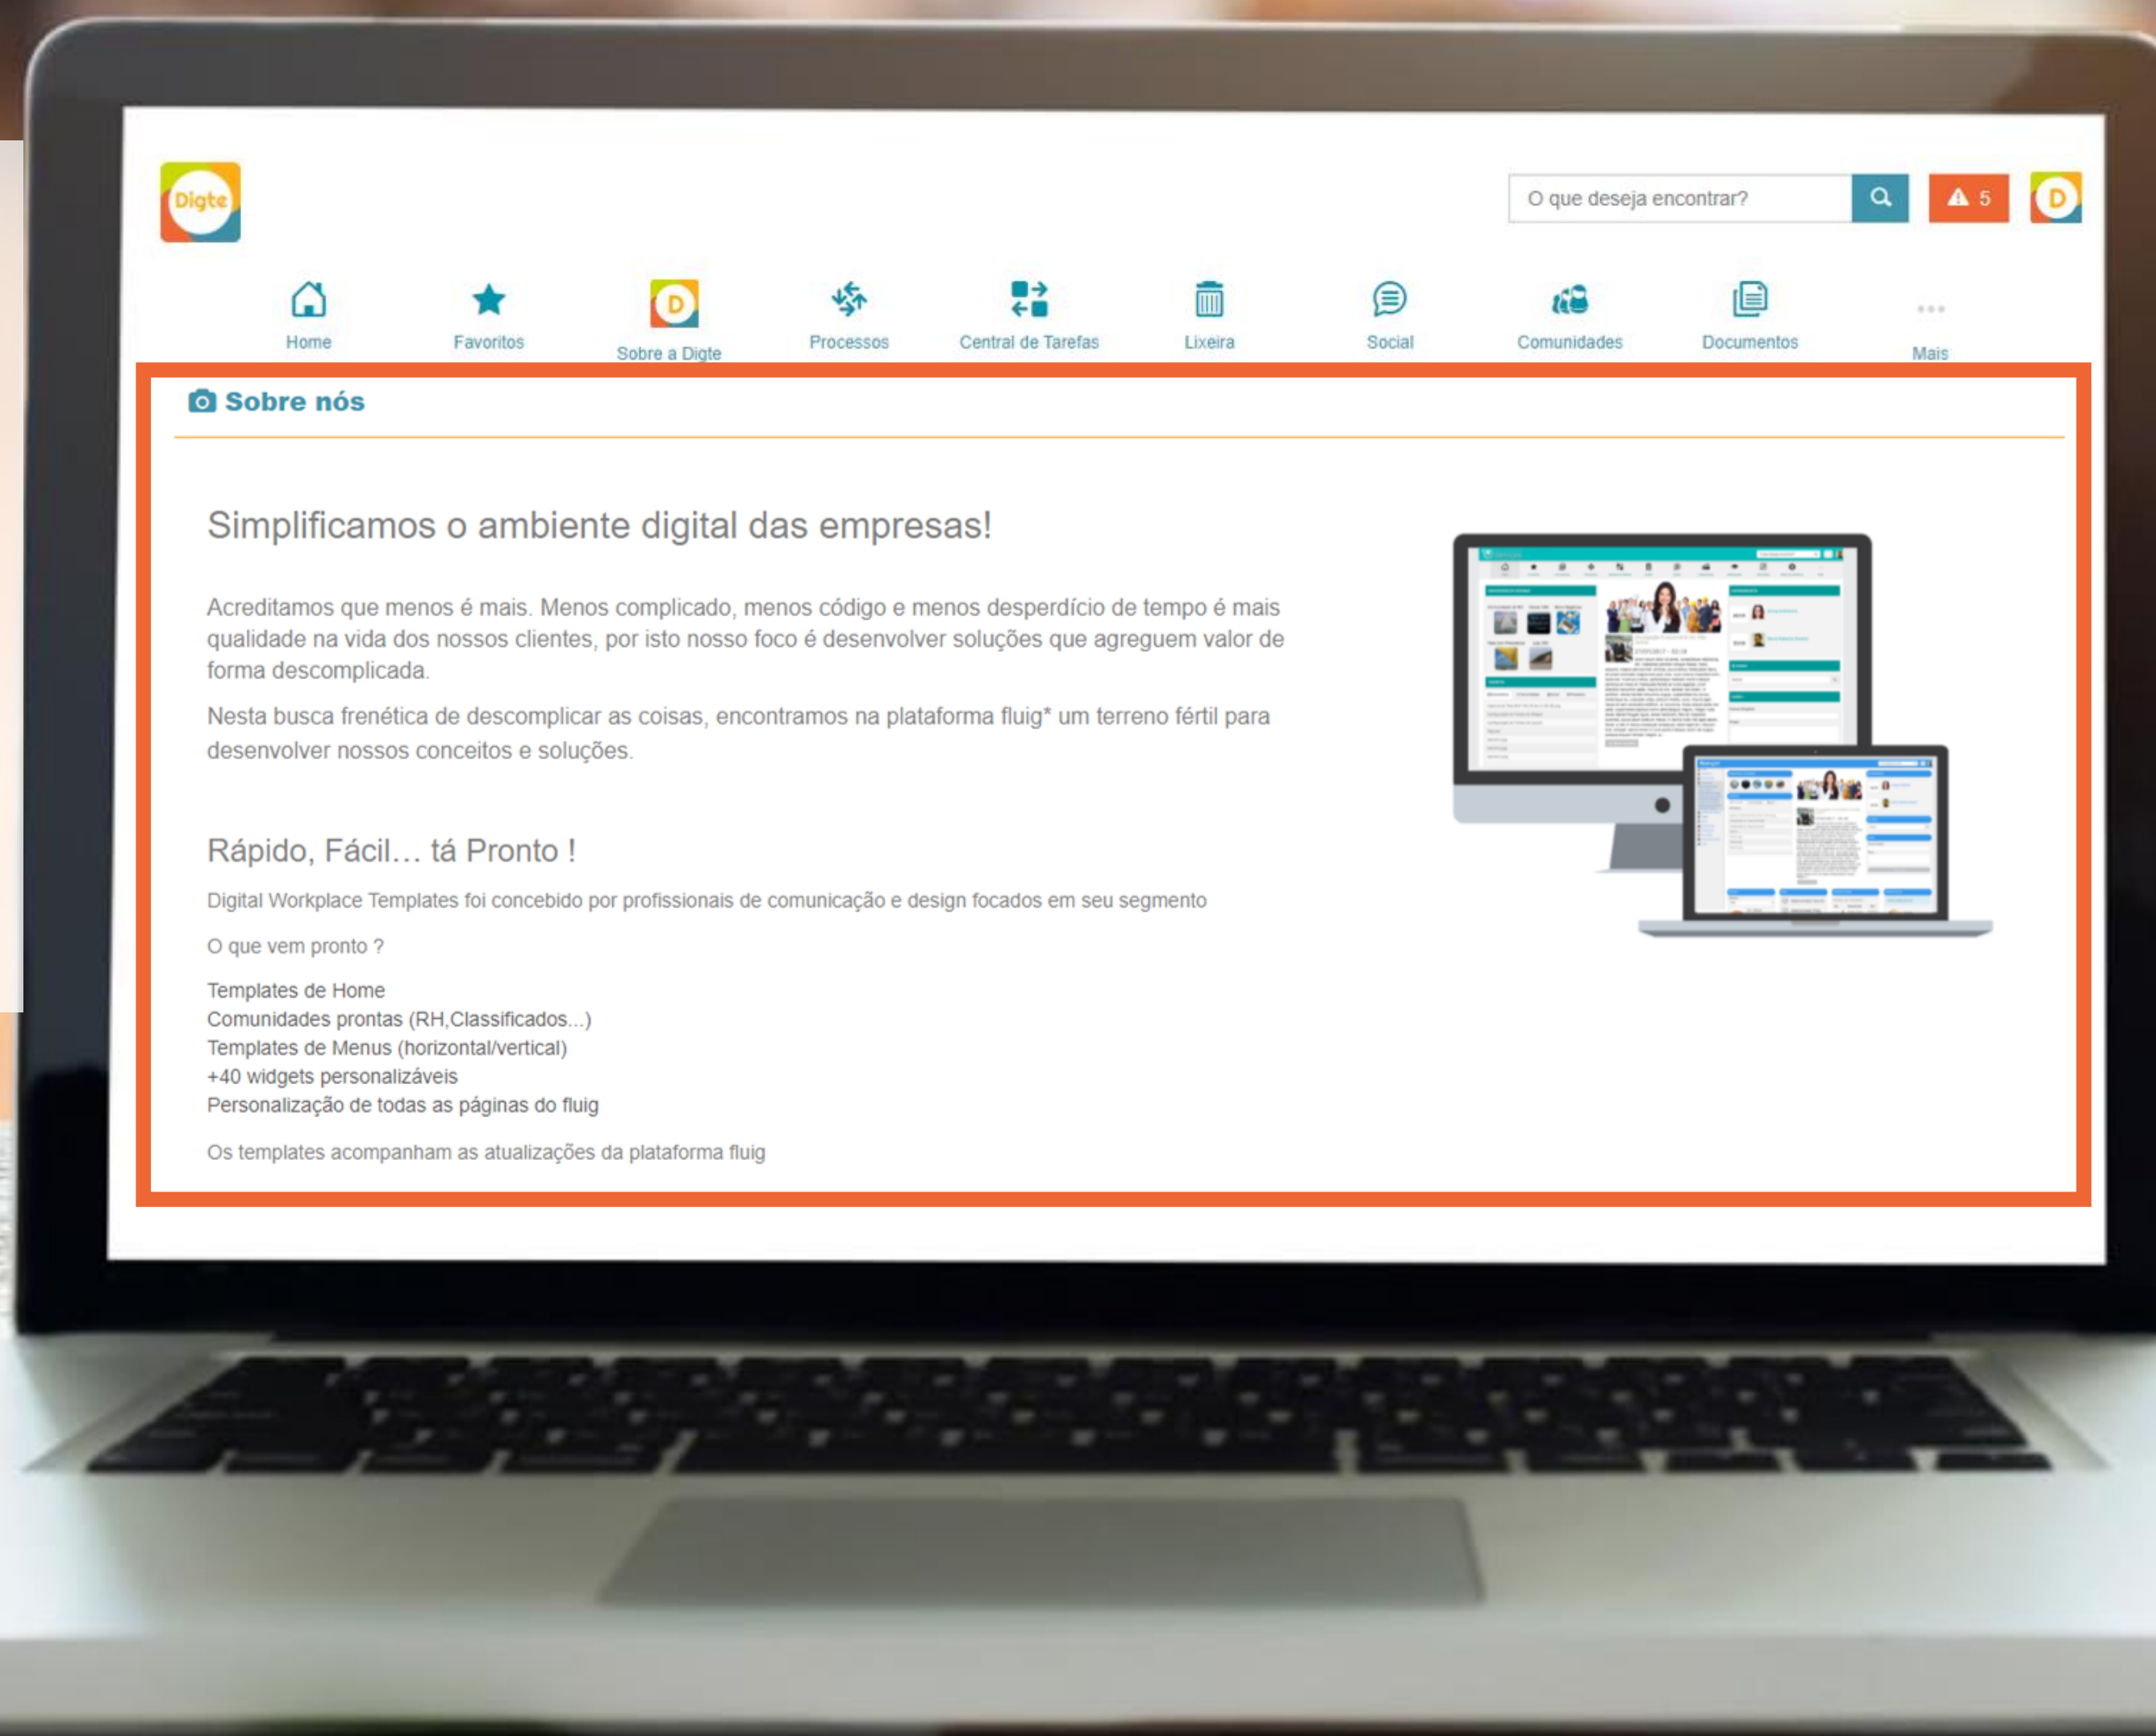 Digte
O que deseja encontrar?
5
D
Home
Favoritos
D
Sobre a Digte
Processos
Central de Tarefas
Lixeira
Social
Comunidades
Documentos
Mais
Sobre nós
Simplificamos o ambiente digital das empresas!
Acreditamos que menos é mais. Menos complicado, menos código e menos desperdício de tempo é mais
qualidade na vida dos nossos clientes, por isto nosso foco é desenvolver soluções que agreguem valor de
forma descomplicada.
Nesta busca frenética de descomplicar as coisas, encontramos na plataforma fluig* um terreno fértil para
desenvolver nossos conceitos e soluções.
Rápido, Fácil... tá Pronto !
Digital Workplace Templates foi concebido por profissionais de comunicação e design focados em seu segmento
O que vem pronto ?
Templates de Home
Comunidades prontas (RH,Classificados...)
Templates de Menus (horizontal/vertical)
+40 widgets personalizáveis
Personalização de todas as páginas do fluig
Os templates acompanham as atualizações da plataforma fluig